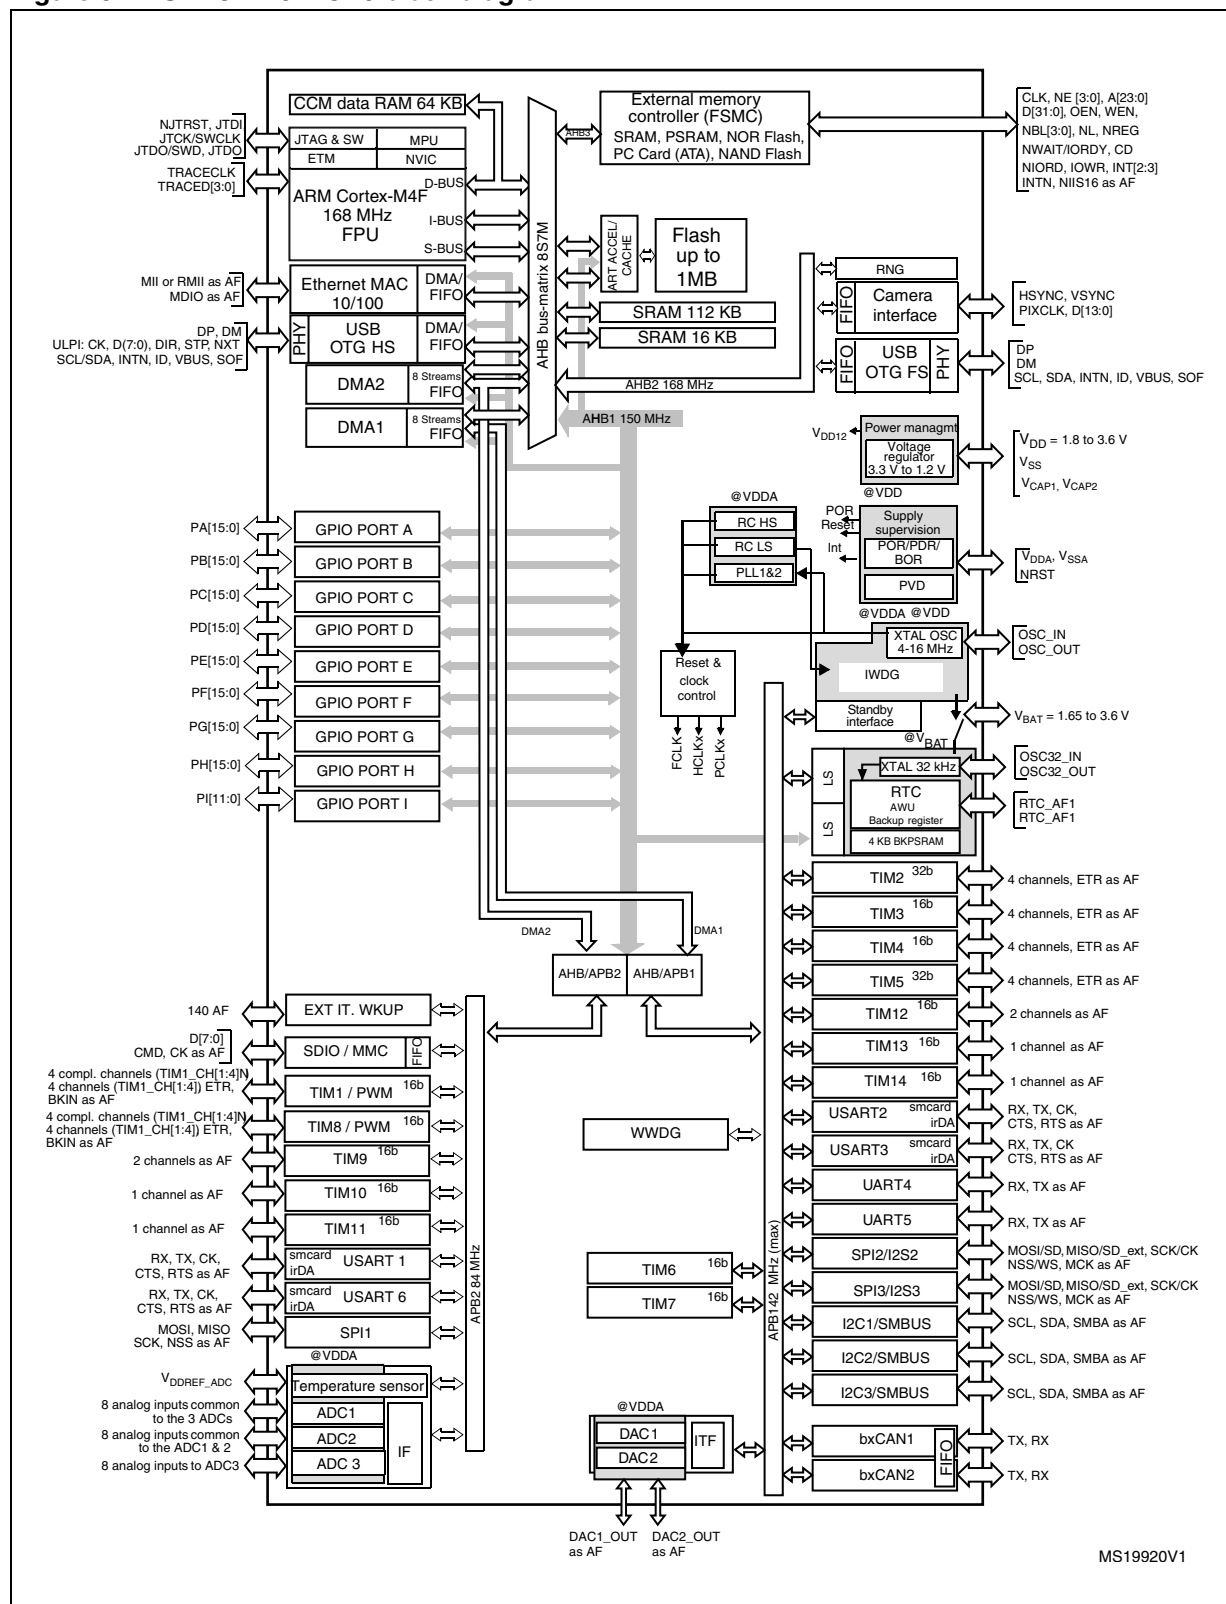 CCM data RAM 64 KB
External memory
controller (FSMC)
SRAM, PSRAM, NOR Flash,
PC Card (ATA), NAND Flash
AHB3
CLK, NE [3:0], A[23:0]
D[31:0], OEN, WEN,
NBL[3:0], NL, NREG
NWAIT/IORDY, CD
NIORD, IOWR, INT[2:3]
INTN, NIIS16 as AF
NJTRST, JTDI
JTCK/SWCLK
JTDO/SWD, JTDO
TRACECLK
TRACED[3:0]
JTAG & SW
MPU
ETM
NVIC
ARM Cortex-M4F
168 MHz
FPU
D-BUS
I-BUS
S-BUS
AHB bus-matrix 8S7M
ART ACCEL/
CACHE
Flash
up to
1MB
MII or RMII as AF
MDIO as AF
Ethernet MAC
10/100
DMA/
FIFO
SRAM 112 KB
SRAM 16 KB
RNG
FIFO
Camera
interface
HSYNC, VSYNC
PIXCLK, D[13:0]
DP, DM
ULPI: CK, D(7:0), DIR, STP, NXT
SCL/SDA, INTN, ID, VBUS, SOF
PHY
USB
OTG HS
DMA/
FIFO
FIFO
USB
OTG FS
PHY
DP
DM
SCL, SDA, INTN, ID, VBUS, SOF
DMA2
8 Streams
FIFO
AHB2 168 MHz
DMA1
8 Streams
FIFO
AHB1 150 MHz
VDD12
Power managmt
Voltage
regulator
3.3 V to 1.2 V
@VDD
VDD = 1.8 to 3.6 V
VSS
VCAP1, VCAP2
@VDDA
RC HS
RC LS
PLL1&2
POR
Reset
Int
Supply
supervision
POR/PDR/
BOR
PVD
VDDA, VSSA
NRST
@VDDA @VDD
PA[15:0]
GPIO PORT A
PB[15:0]
GPIO PORT B
PC[15:0]
GPIO PORT C
PD[15:0]
GPIO PORT D
PE[15:0]
GPIO PORT E
PF[15:0]
GPIO PORT F
PG[15:0]
GPIO PORT G
PH[15:0]
GPIO PORT H
PI[11:0]
GPIO PORT I
XTAL OSC
4-16 MHz
OSC_IN
OSC_OUT
IWDG
Reset &
clock
control
FCLK
HCLKx
PCLKx
Standby
interface
VBAT = 1.65 to 3.6 V
@VBAT
LS
LS
XTAL 32 kHz
OSC32_IN
OSC32_OUT
RTC
AWU
Backup register
RTC_AF1
RTC_AF1
4 KB BKPSRAM
DMA2
DMA1
AHB/APB2
AHB/APB1
TIM2 32b
4 channels, ETR as AF
TIM3 16b
4 channels, ETR as AF
TIM4 16b
4 channels, ETR as AF
TIM5 32b
4 channels, ETR as AF
TIM12 16b
2 channels as AF
TIM13 16b
1 channel as AF
TIM14 16b
1 channel as AF
USART2
smcard
irDA
RX, TX, CK,
CTS, RTS as AF
USART3
smcard
irDA
RX, TX, CK
CTS, RTS as AF
UART4
RX, TX as AF
UART5
RX, TX as AF
SPI2/I2S2
MOSI/SD, MISO/SD_ext, SCK/CK
NSS/WS, MCK as AF
SPI3/I2S3
MOSI/SD, MISO/SD_ext, SCK/CK
NSS/WS, MCK as AF
I2C1/SMBUS
SCL, SDA, SMBA as AF
I2C2/SMBUS
SCL, SDA, SMBA as AF
I2C3/SMBUS
SCL, SDA, SMBA as AF
bxCAN1
TX, RX
bxCAN2
FIFO
TX, RX
APB142 MHz (max)
WWDG
TIM6 16b
TIM7 16b
@VDDA
DAC1
DAC2
ITF
DAC1_OUT
as AF
DAC2_OUT
as AF
140 AF
EXT IT. WKUP
D[7:0]
CMD, CK as AF
SDIO / MMC
FIFO
4 compl. channels (TIM1_CH[1:4]N
4 channels (TIM1_CH[1:4]) ETR,
BKIN as AF
TIM1 / PWM 16b
4 compl. channels (TIM1_CH[1:4]N
4 channels (TIM1_CH[1:4]) ETR,
BKIN as AF
TIM8 / PWM 16b
2 channels as AF
TIM9 16b
1 channel as AF
TIM10 16b
1 channel as AF
TIM11 16b
RX, TX, CK,
CTS, RTS as AF
smcard
irDA
USART 1
RX, TX, CK,
CTS, RTS as AF
smcard
irDA
USART 6
MOSI, MISO
SCK, NSS as AF
SPI1
APB2 84 MHz
@VDDA
VDDREF_ADC
Temperature sensor
8 analog inputs common
to the 3 ADCs
ADC1
8 analog inputs common
to the ADC1 & 2
ADC2
8 analog inputs to ADC3
ADC 3
IF
MS19920V1